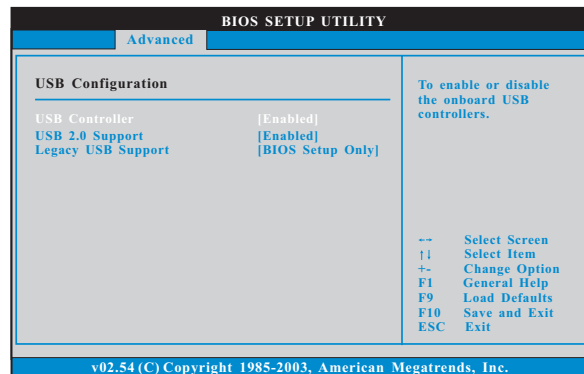 BIOS SETUP UTILITY
Advanced
USB Configuration
USB Controller [Enabled]
USB 2.0 Support [Enabled]
Legacy USB Support [BIOS Setup Only]
To enable or disable
the onboard USB
controllers.
←→ Select Screen
↑↓ Select Item
+- Change Option
F1 General Help
F9 Load Defaults
F10 Save and Exit
ESC Exit
v02.54 (C) Copyright 1985-2003, American Megatrends, Inc.